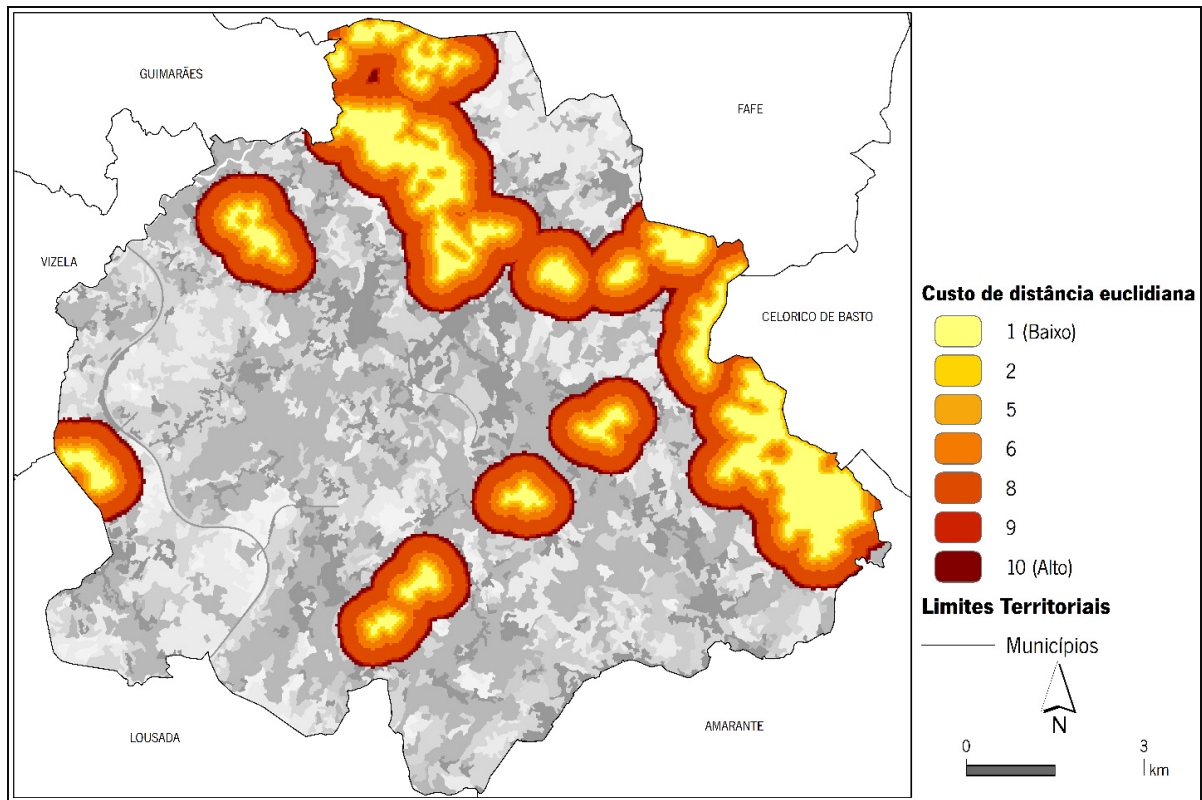 GUIMARÃES
FAFE
VIZELA
CELORICO DE BASTO
LOUSADA
AMARANTE
Custo de distância euclidiana
1 (Baixo)
2
5
6
8
9
10 (Alto)
Limites Territoriais
Municípios
N
0 3
km